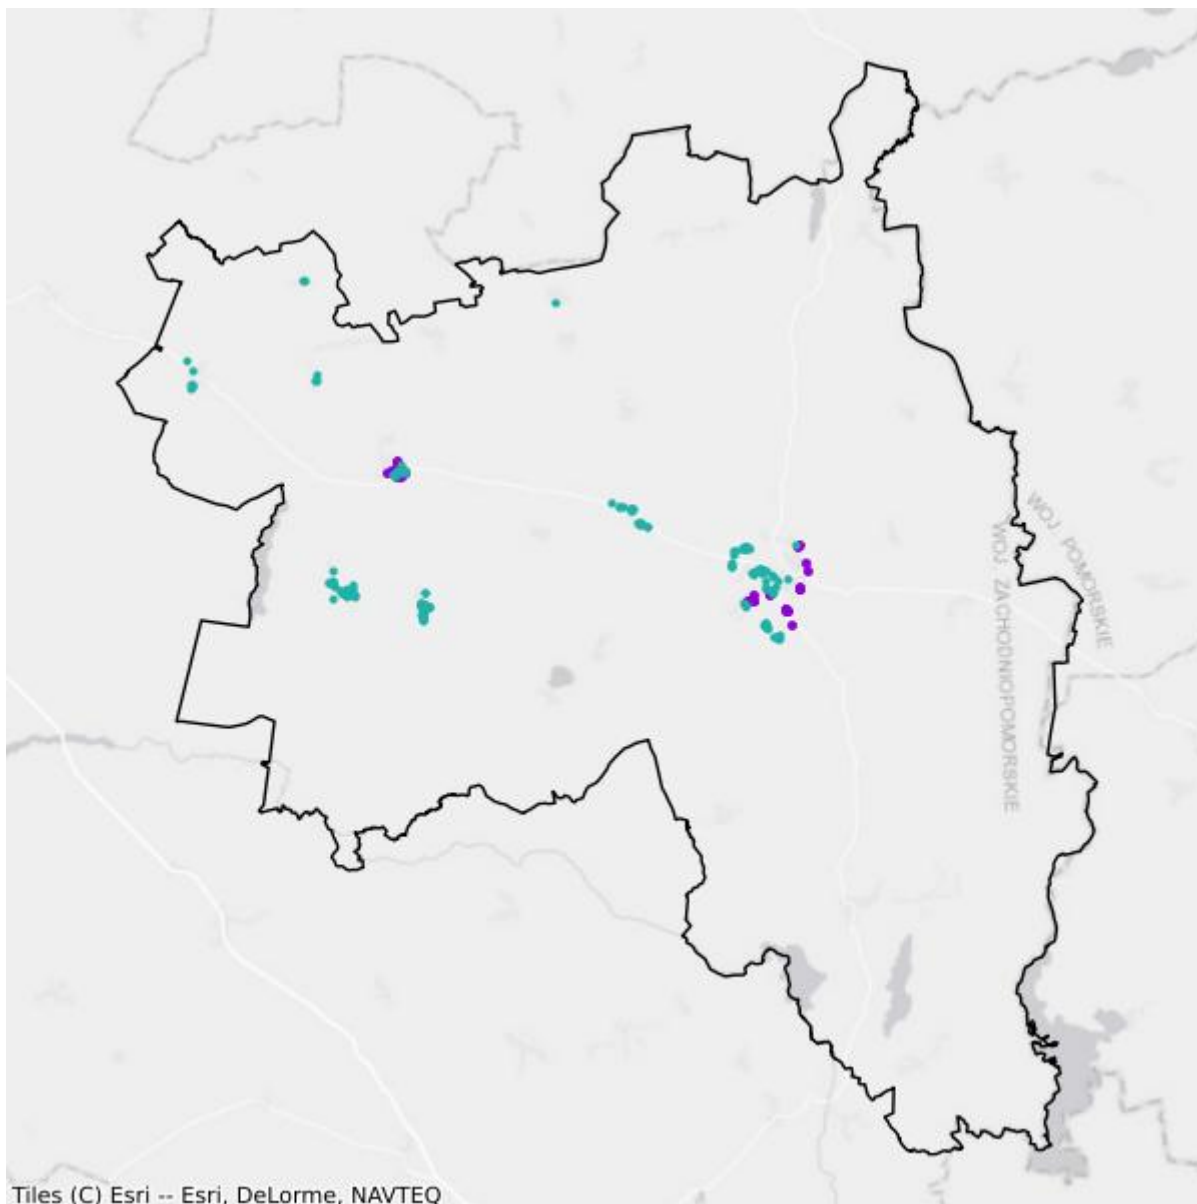 WOJ. POMORSKIE
WOJ. ZACHODNIOPOMORSKIE
Tiles (C) Esri -- Esri, DeLorme, NAVTEQ